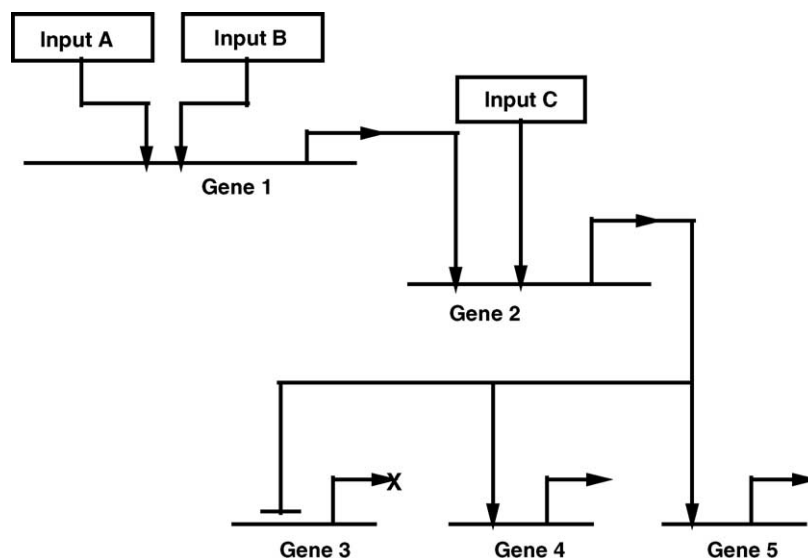 Input A
Input B
Input C
Gene 1
Gene 2
X
Gene 3
Gene 4
Gene 5